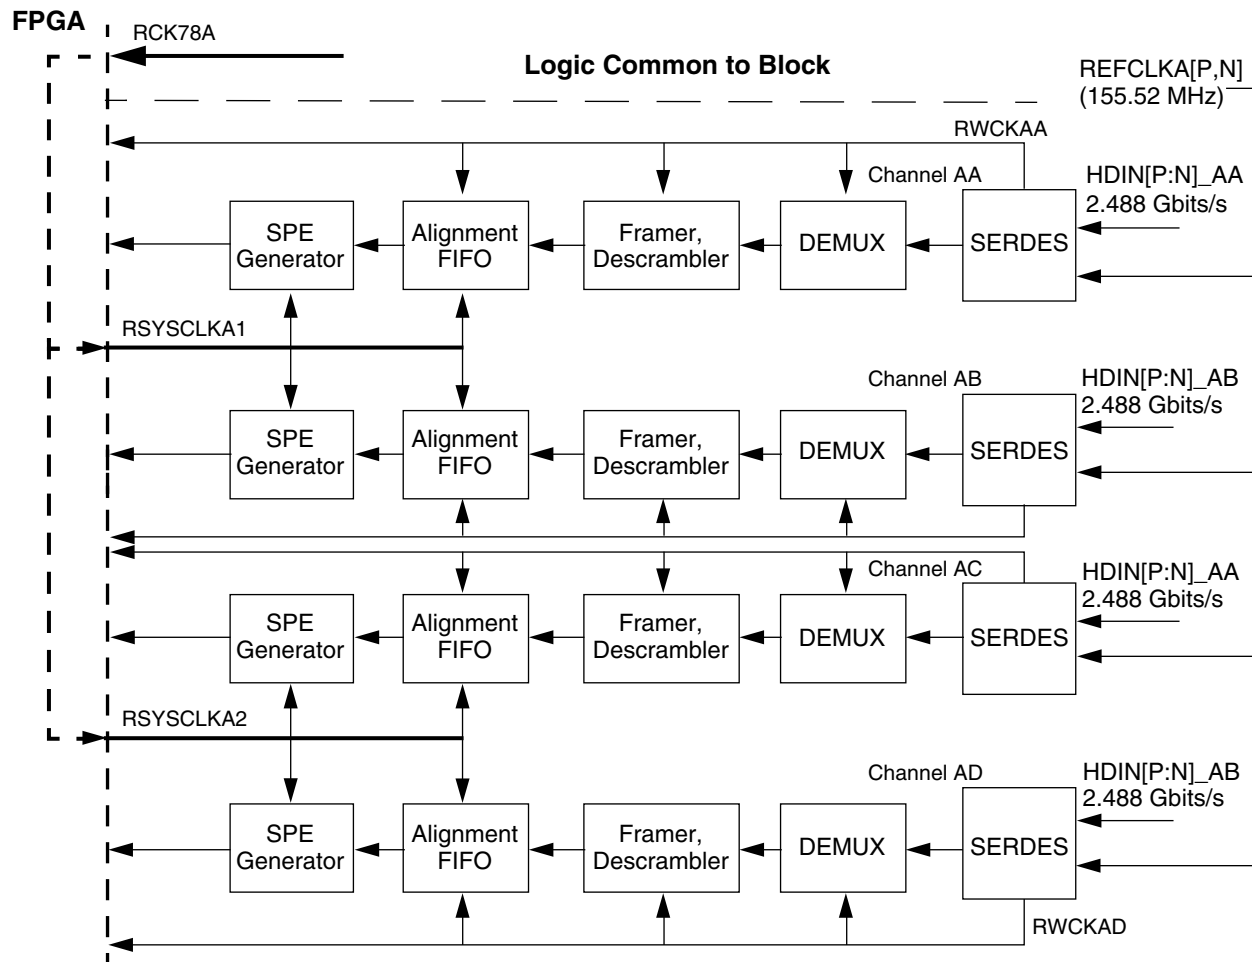 FPGA
RCK78A
Logic Common to Block
REFCLKA[P,N]
(155.52 MHz)
RWCKAA
Channel AA
HDIN[P:N]_AA
2.488 Gbits/s
SPE
Generator
Alignment
FIFO
Framer,
Descrambler
DEMUX
SERDES
RSYSCLKA1
Channel AB
HDIN[P:N]_AB
2.488 Gbits/s
SPE
Generator
Alignment
FIFO
Framer,
Descrambler
DEMUX
SERDES
Channel AC
HDIN[P:N]_AA
2.488 Gbits/s
SPE
Generator
Alignment
FIFO
Framer,
Descrambler
DEMUX
SERDES
RSYSCLKA2
Channel AD
HDIN[P:N]_AB
2.488 Gbits/s
SPE
Generator
Alignment
FIFO
Framer,
Descrambler
DEMUX
SERDES
RWCKAD